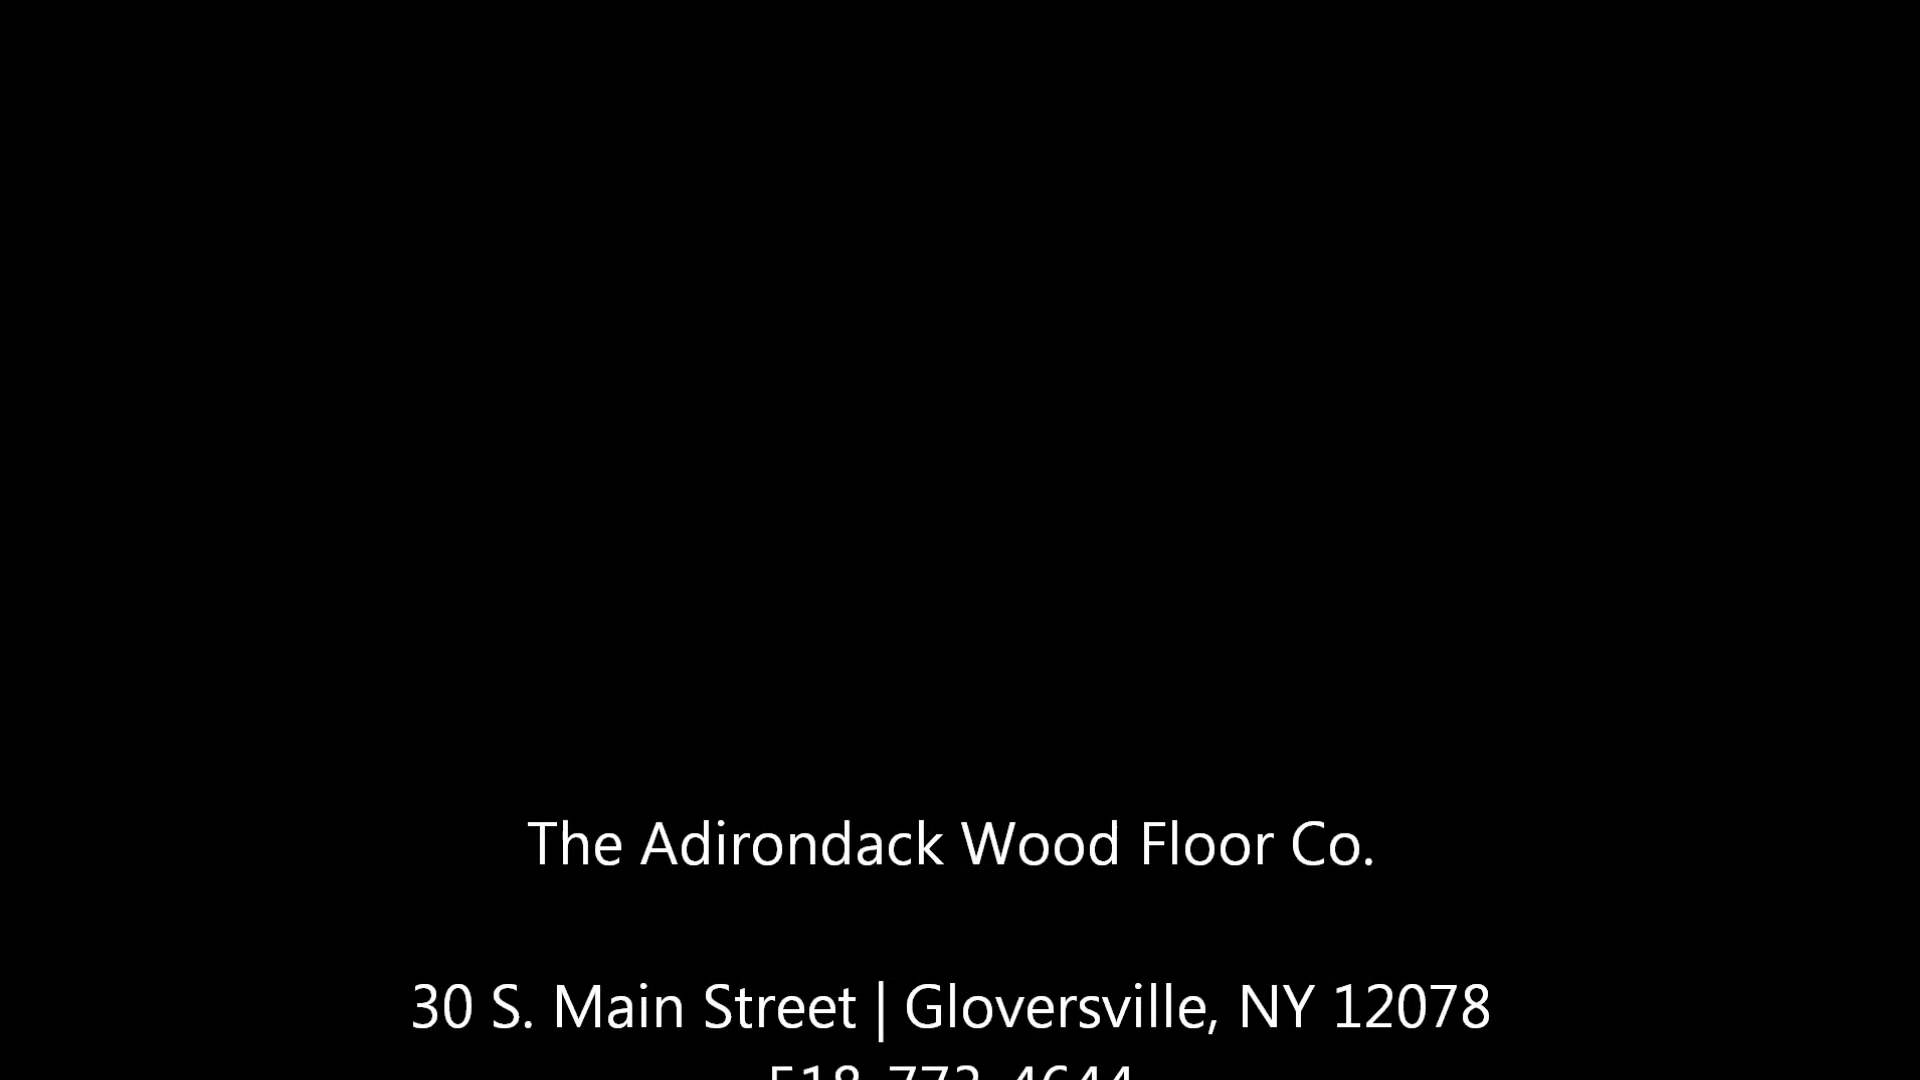 The Adirondack Wood Floor Co.
30 S. Main Street | Gloversville, NY 12078